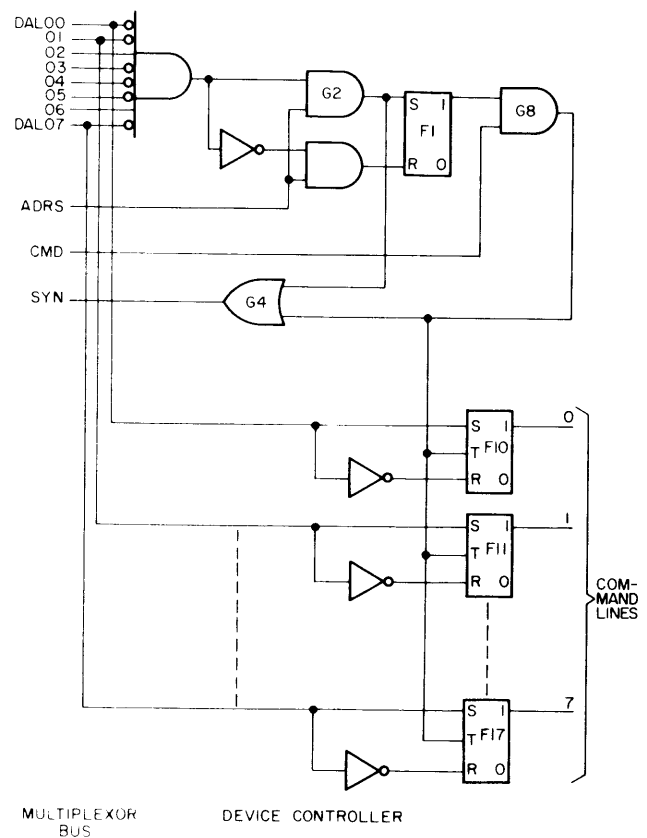 DAL00
01
02
03
04
05
06
DAL07
G2
S 1
F1
R 0
G8
ADRS
CMD
SYN
G4
0
S 1
T F10
R 0
1
S 1
T F11
R 0
COM-
MAND
LINES
7
S 1
T F17
R 0
MULTIPLEXOR
BUS
DEVICE CONTROLLER